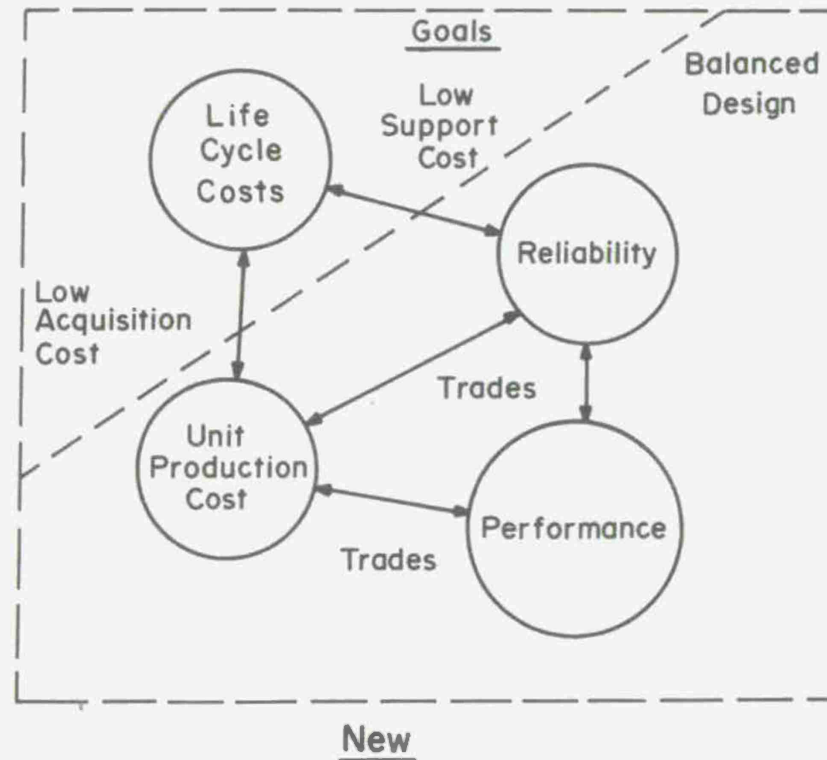 Goals
Balanced
Design
Low
Support
Cost
Life
Cycle
Costs
Reliability
Low
Acquisition
Cost
Trades
Unit
Production
Cost
Performance
Trades
New